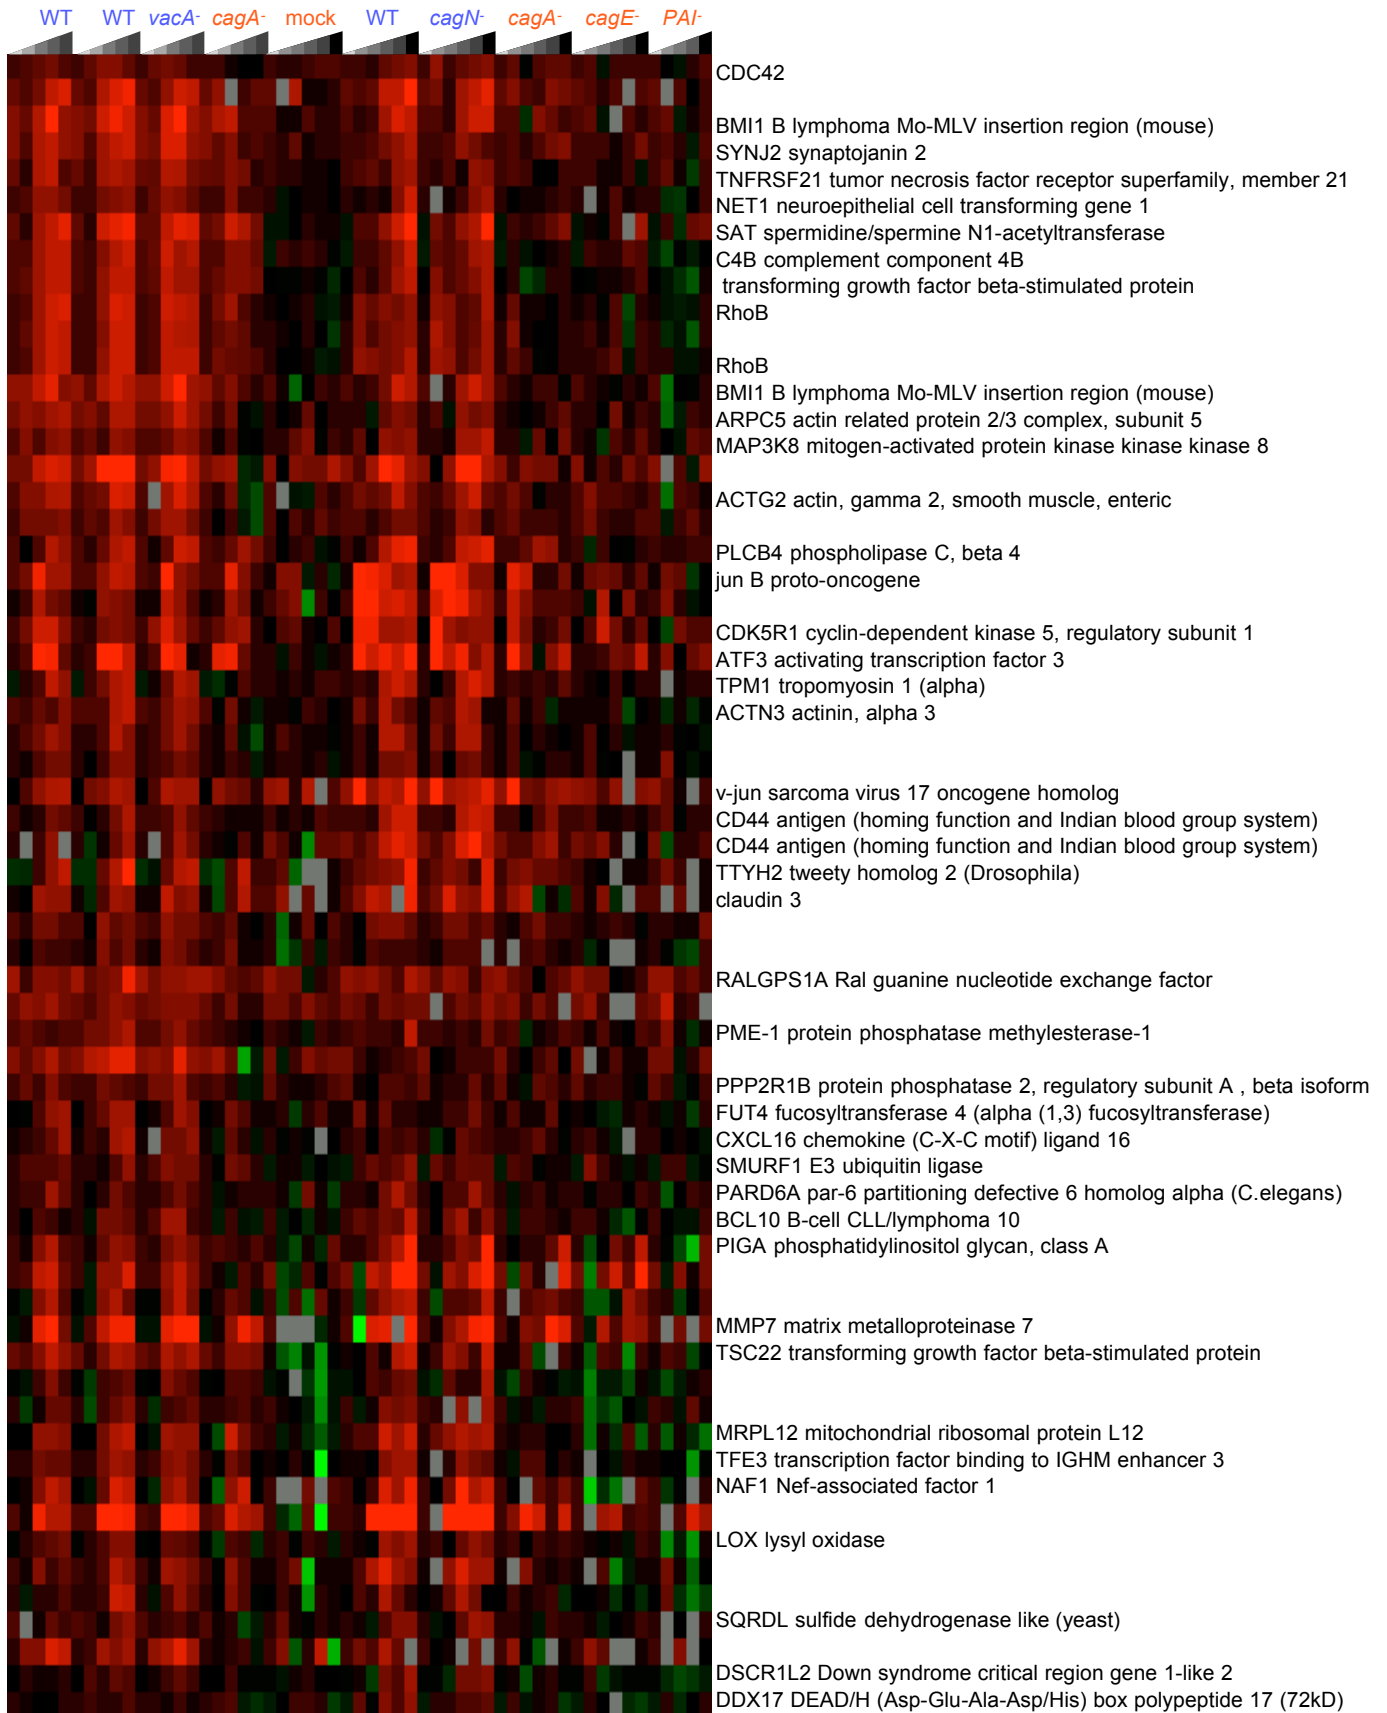 WT WT vacA- cagA- mock WT cagN- cagA- cagE- PAI-
CDC42
BMI1 B lymphoma Mo-MLV insertion region (mouse)
SYNJ2 synaptojanin 2
TNFRSF21 tumor necrosis factor receptor superfamily, member 21
NET1 neuroepithelial cell transforming gene 1
SAT spermidine/spermine N1-acetyltransferase
C4B complement component 4B
transforming growth factor beta-stimulated protein
RhoB
RhoB
BMI1 B lymphoma Mo-MLV insertion region (mouse)
ARPC5 actin related protein 2/3 complex, subunit 5
MAP3K8 mitogen-activated protein kinase kinase kinase 8
ACTG2 actin, gamma 2, smooth muscle, enteric
PLCB4 phospholipase C, beta 4
jun B proto-oncogene
CDK5R1 cyclin-dependent kinase 5, regulatory subunit 1
ATF3 activating transcription factor 3
TPM1 tropomyosin 1 (alpha)
ACTN3 actinin, alpha 3
v-jun sarcoma virus 17 oncogene homolog
CD44 antigen (homing function and Indian blood group system)
CD44 antigen (homing function and Indian blood group system)
TTYH2 tweety homolog 2 (Drosophila)
claudin 3
RALGPS1A Ral guanine nucleotide exchange factor
PME-1 protein phosphatase methylesterase-1
PPP2R1B protein phosphatase 2, regulatory subunit A , beta isoform
FUT4 fucosyltransferase 4 (alpha (1,3) fucosyltransferase)
CXCL16 chemokine (C-X-C motif) ligand 16
SMURF1 E3 ubiquitin ligase
PARD6A par-6 partitioning defective 6 homolog alpha (C.elegans)
BCL10 B-cell CLL/lymphoma 10
PIGA phosphatidylinositol glycan, class A
MMP7 matrix metalloproteinase 7
TSC22 transforming growth factor beta-stimulated protein
MRPL12 mitochondrial ribosomal protein L12
TFE3 transcription factor binding to IGHM enhancer 3
NAF1 Nef-associated factor 1
LOX lysyl oxidase
SQRDL sulfide dehydrogenase like (yeast)
DSCR1L2 Down syndrome critical region gene 1-like 2
DDX17 DEAD/H (Asp-Glu-Ala-Asp/His) box polypeptide 17 (72kD)